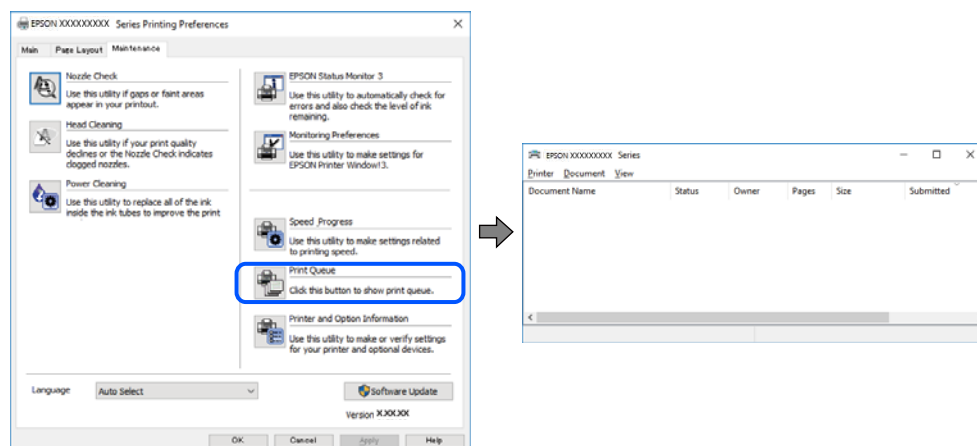 EPSON XXXXXXXXX Series Printing Preferences
Main Page Layout Maintenance
Nozzle Check
Use this utility if gaps or faint areas
appear in your printout.
Head Cleaning
Use this utility if your print quality
declines or the Nozzle Check indicates
clogged nozzles.
Power Cleaning
Use this utility to replace all of the ink
inside the ink tubes to improve the print
EPSON Status Monitor 3
Use this utility to automatically check for
errors and also check the level of ink
remaining.
Monitoring Preferences
Use this utility to make settings for
EPSON Printer Window!3.
Speed Progress
Use this utility to make settings related
to printing speed.
Print Queue
Click this button to show print queue.
Printer and Option Information
Use this utility to make or verify settings
for your printer and optional devices.
Language Auto Select
Software Update
Version X.XX.XX
OK Cancel Apply Help
EPSON XXXXXXXXX Series
Printer Document View
Document Name Status Owner Pages Size Submitted